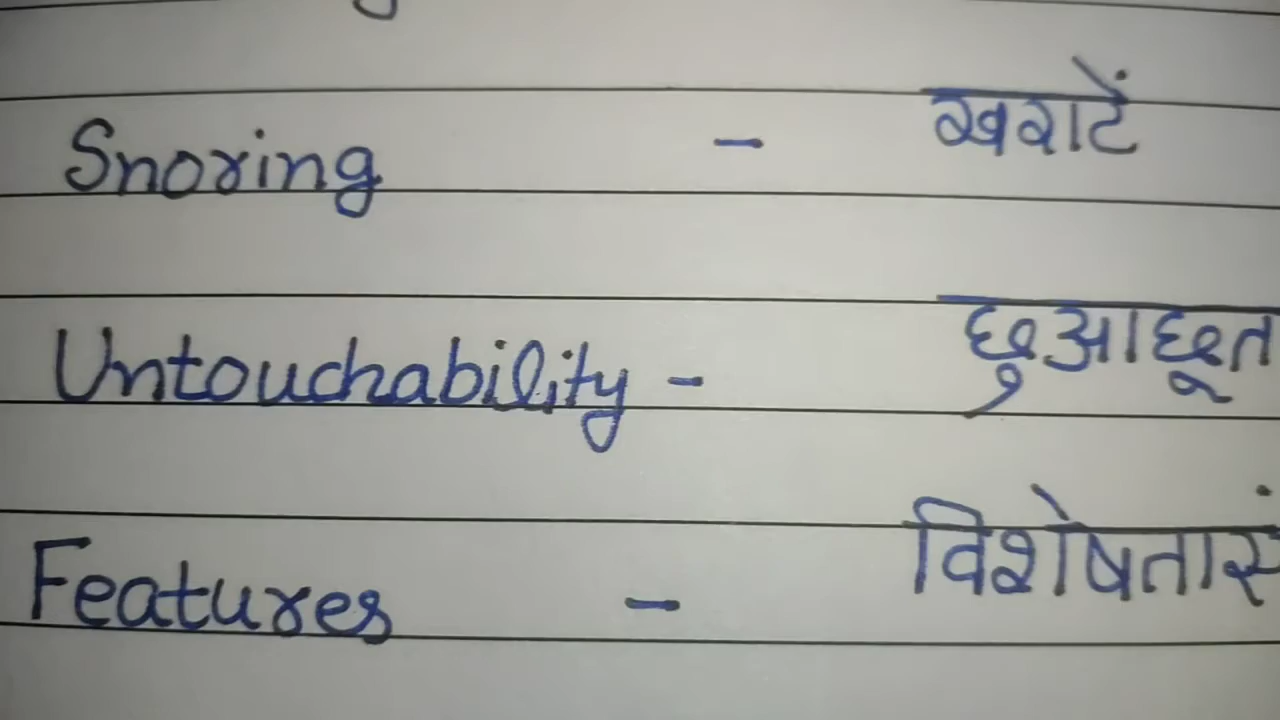 Snoring - खराटें
Untouchability - छुआछूत
Features - विशेषताएं